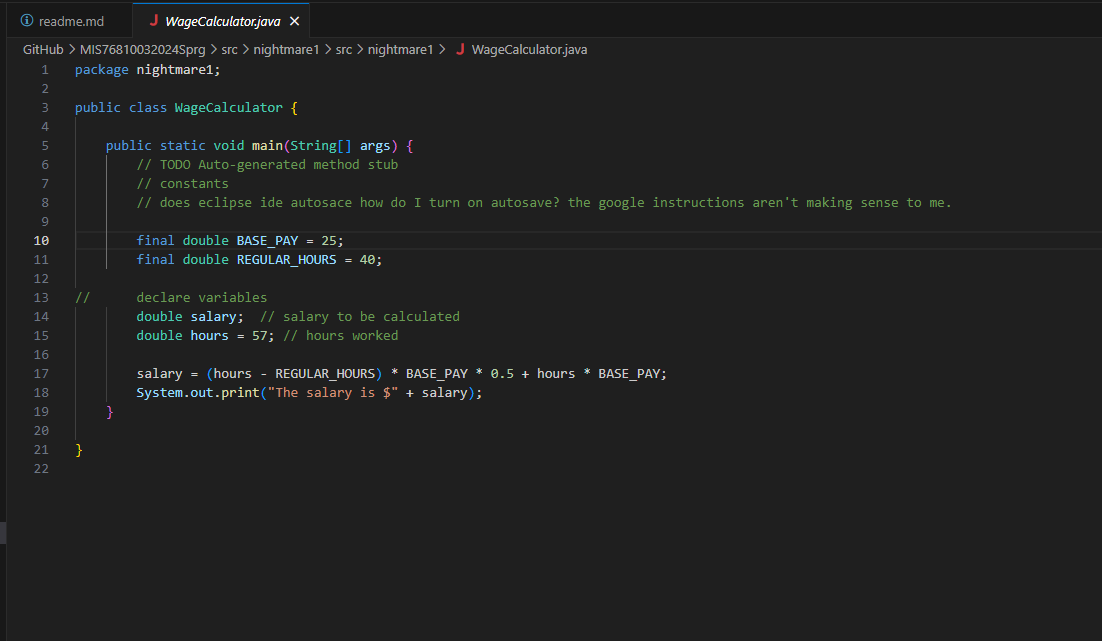 readme.md
J WageCalculator.java
GitHub > MIS76810032024Sprg > src > nightmare1 > src > nightmare1 > J WageCalculator.java
1 package nightmare1;
2
3 public class WageCalculator {
4
5 public static void main(String[] args) {
6 // TODO Auto-generated method stub
7 // constants
8 // does eclipse ide autosace how do I turn on autosave? the google instructions aren't making sense to me.
9
10 final double BASE_PAY = 25;
11 final double REGULAR_HOURS = 40;
12
13 // declare variables
14 double salary; // salary to be calculated
15 double hours = 57; // hours worked
16
17 salary = (hours - REGULAR_HOURS) * BASE_PAY * 0.5 + hours * BASE_PAY;
18 System.out.print("The salary is $" + salary);
19 }
20
21 }
22